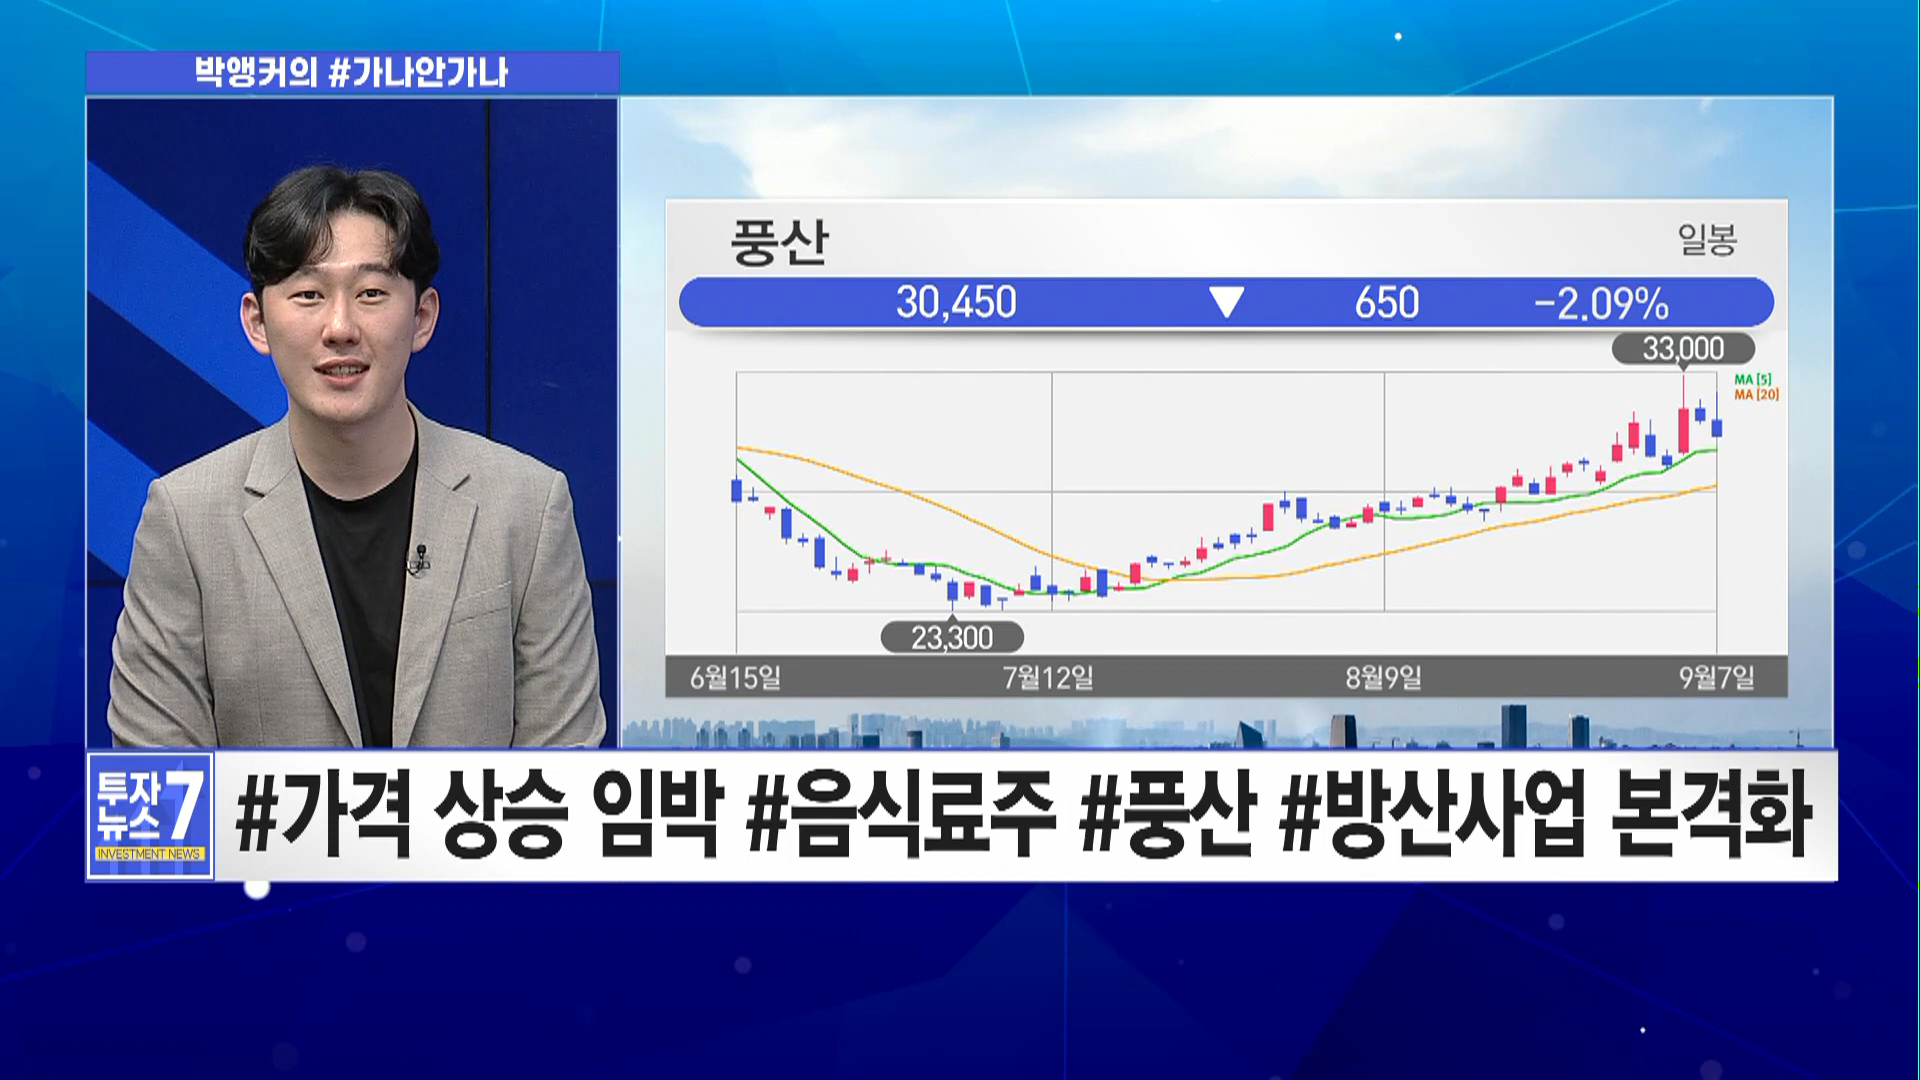 박앵커의 #가나안가나
풍산
일봉
30,450 ▼ 650 -2.09%
33,000
MA [5]
MA [20]
23,300
6월15일 7월12일 8월9일 9월7일
투자
뉴스7
INVESTMENT NEWS
#가격 상승 임박 #음식료주 #풍산 #방산사업 본격화